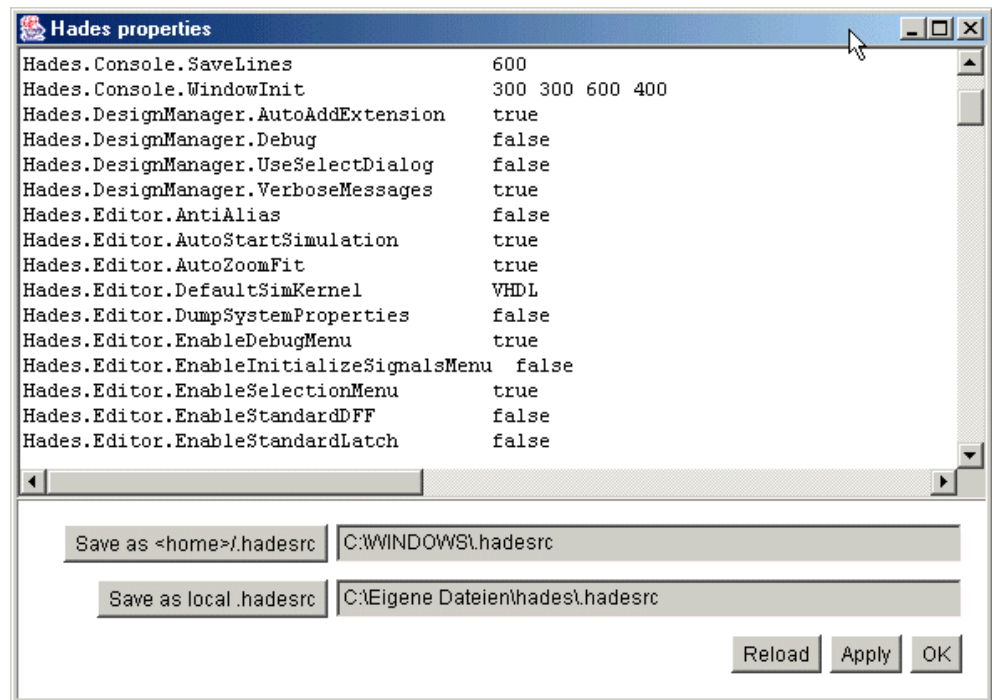 Hades properties
Hades.Console.SaveLines 600
Hades.Console.WindowInit 300 300 600 400
Hades.DesignManager.AutoAddExtension true
Hades.DesignManager.Debug false
Hades.DesignManager.UseSelectDialog false
Hades.DesignManager.VerboseMessages true
Hades.Editor.AntiAlias false
Hades.Editor.AutoStartSimulation true
Hades.Editor.AutoZoomFit true
Hades.Editor.DefaultSimKernel VHDL
Hades.Editor.DumpSystemProperties false
Hades.Editor.EnableDebugMenu true
Hades.Editor.EnableInitializeSignalsMenu false
Hades.Editor.EnableSelectionMenu true
Hades.Editor.EnableStandardDFF false
Hades.Editor.EnableStandardLatch false
Save as <home>/.hadesrc C:\WINDOWS\.hadesrc
Save as local .hadesrc C:\Eigene Dateien\hades\.hadesrc
Reload Apply OK